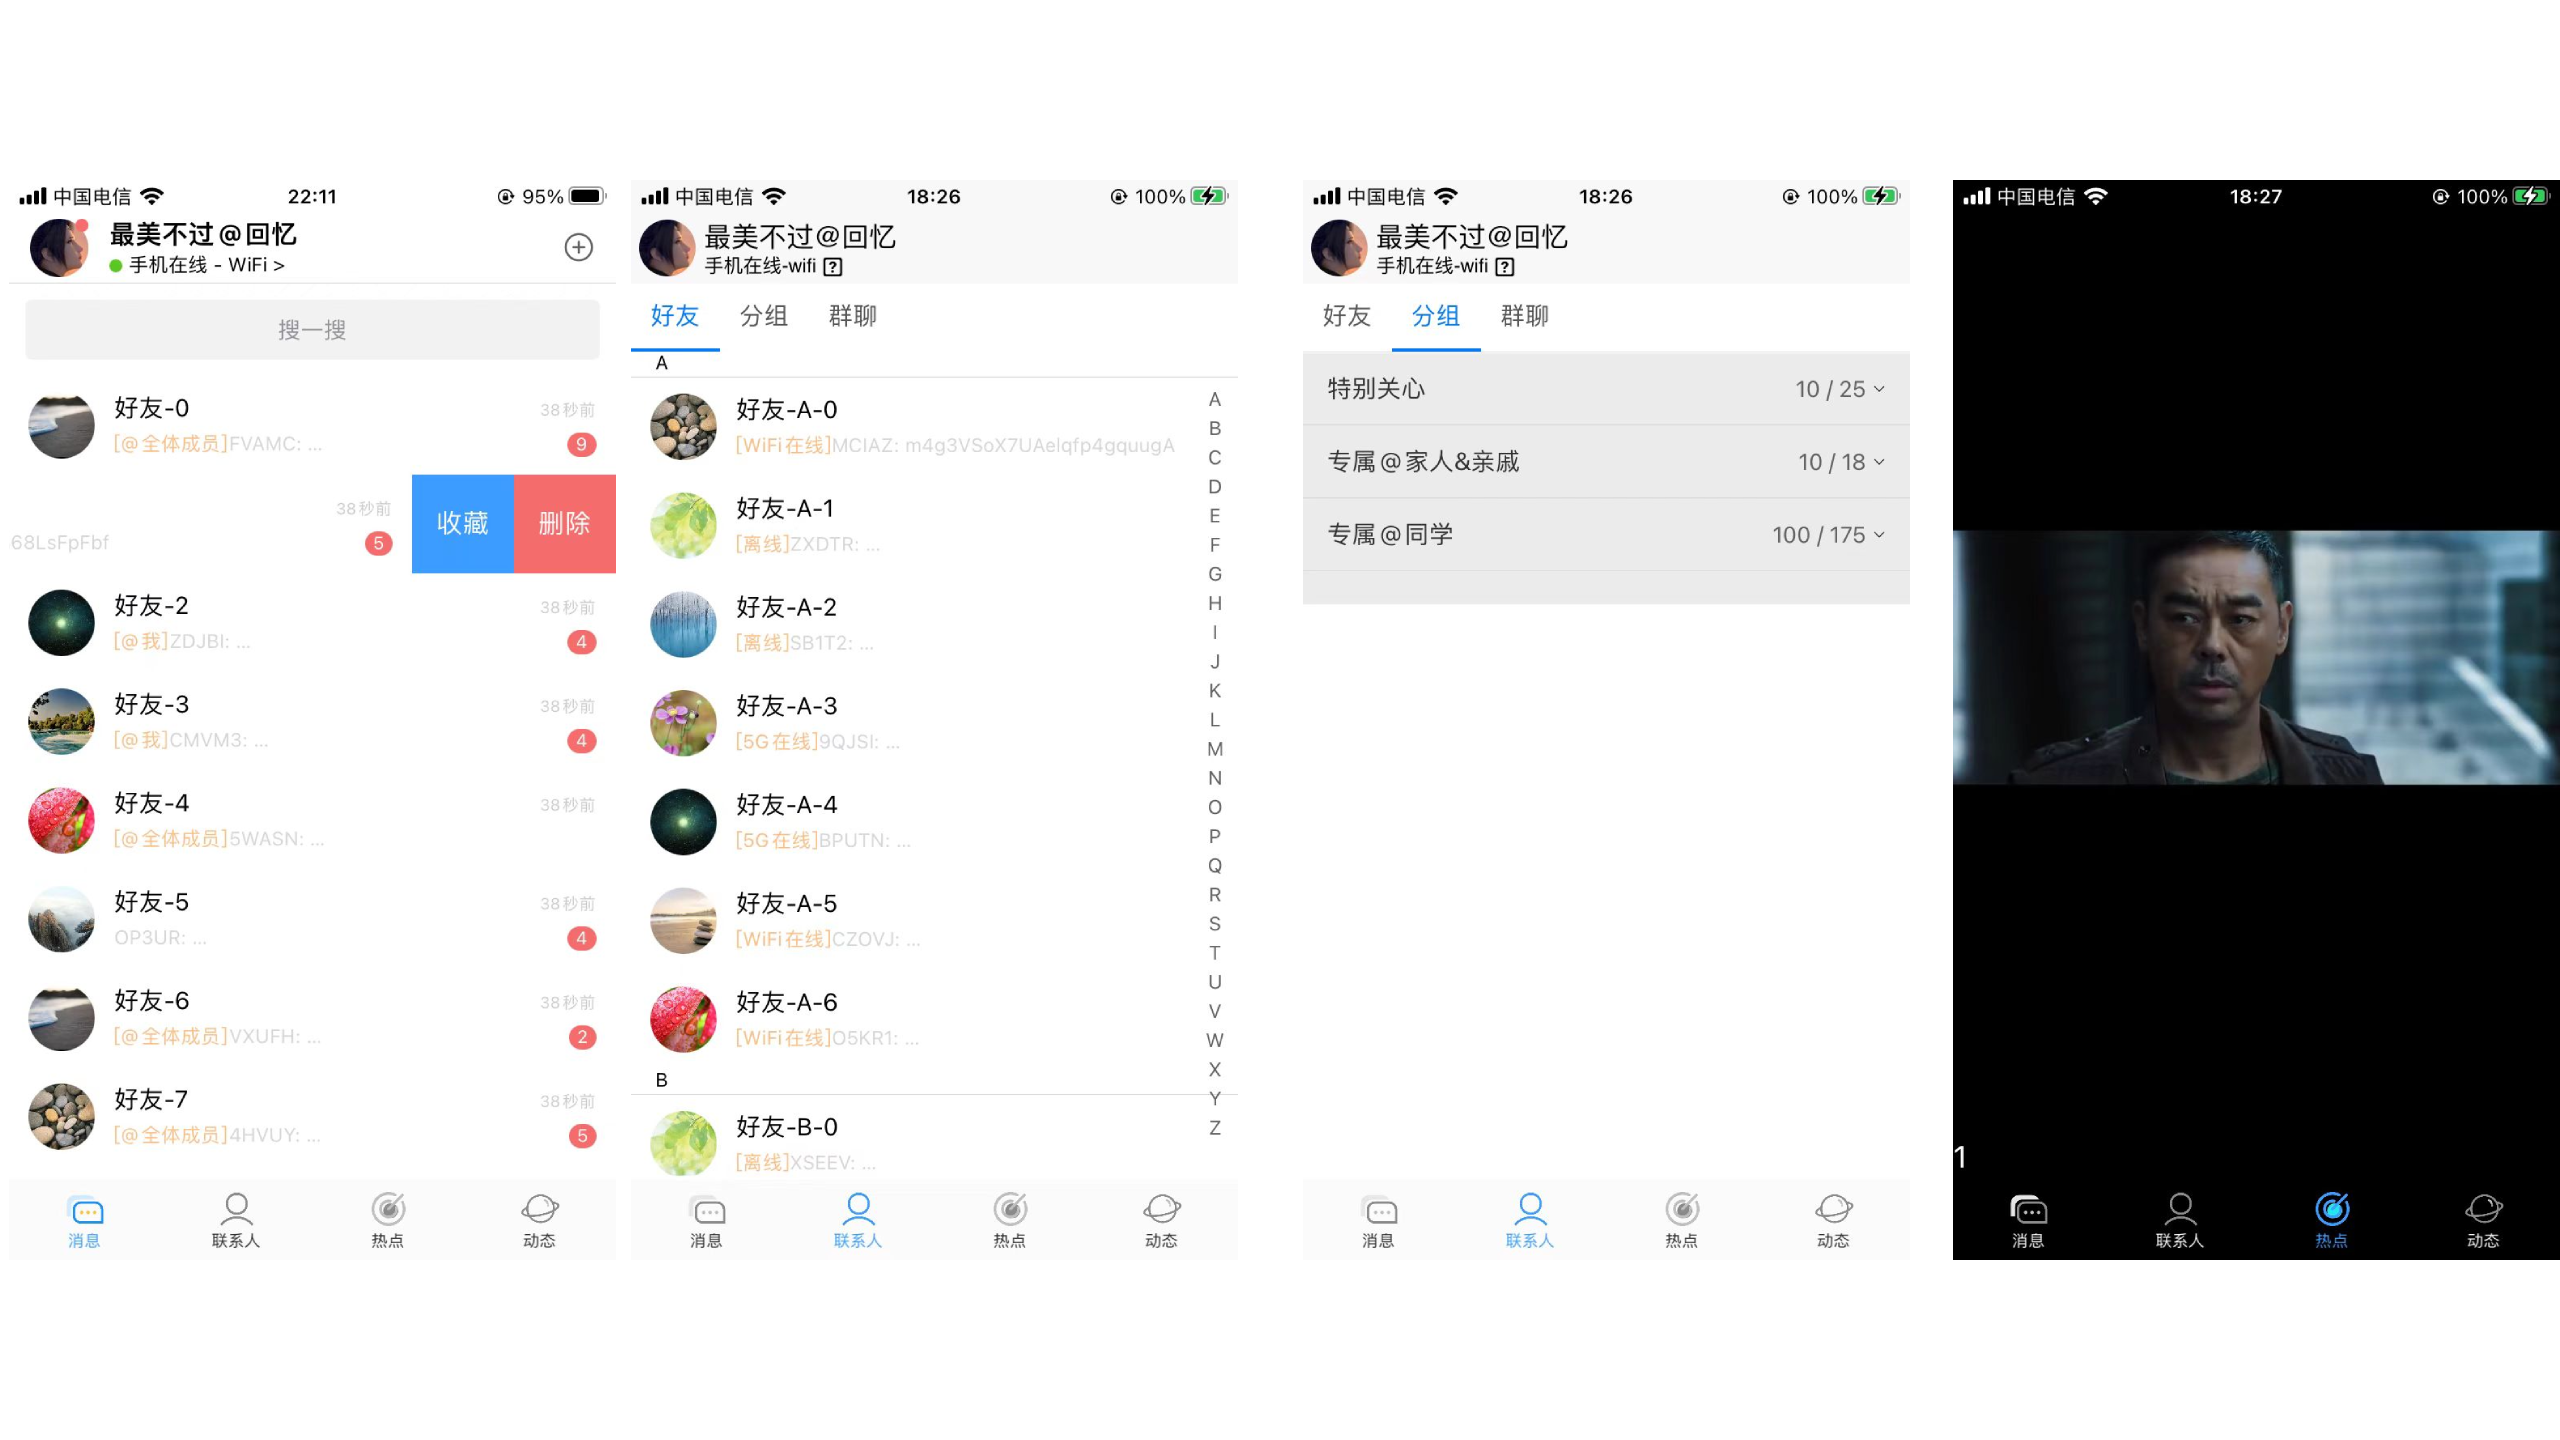 中国电信 22:11 95%
最美不过@回忆
手机在线 - WiFi >
搜一搜
好友-0 38秒前
[@全体成员]FVAMC: ... 9
38秒前 收藏 删除
68LsFpFbf 5
好友-2 38秒前
[@我]ZDJBI: ... 4
好友-3 38秒前
[@我]CMVM3: ... 4
好友-4 38秒前
[@全体成员]5WASN: ...
好友-5 38秒前
OP3UR: ... 4
好友-6 38秒前
[@全体成员]VXUFH: ... 2
好友-7 38秒前
[@全体成员]4HVUY: ... 5
消息 联系人 热点 动态
中国电信 18:26 100%
最美不过@回忆
手机在线-wifi ?
好友 分组 群聊
A
好友-A-0
[WiFi在线]MCIAZ: m4g3VSoX7UAelqfp4gquugA
好友-A-1
[离线]ZXDTR: ...
好友-A-2
[离线]SB1T2: ...
好友-A-3
[5G在线]9QJSI: ...
好友-A-4
[5G在线]BPUTN: ...
好友-A-5
[WiFi在线]CZOVJ: ...
好友-A-6
[WiFi在线]O5KR1: ...
B
好友-B-0
[离线]XSEEV: ...
A
B
C
D
E
F
G
H
I
J
K
L
M
N
O
P
Q
R
S
T
U
V
W
X
Y
Z
消息 联系人 热点 动态
中国电信 18:26 100%
最美不过@回忆
手机在线-wifi ?
好友 分组 群聊
特别关心 10 / 25
专属@家人&亲戚 10 / 18
专属@同学 100 / 175
消息 联系人 热点 动态
中国电信 18:27 100%
1
消息 联系人 热点 动态